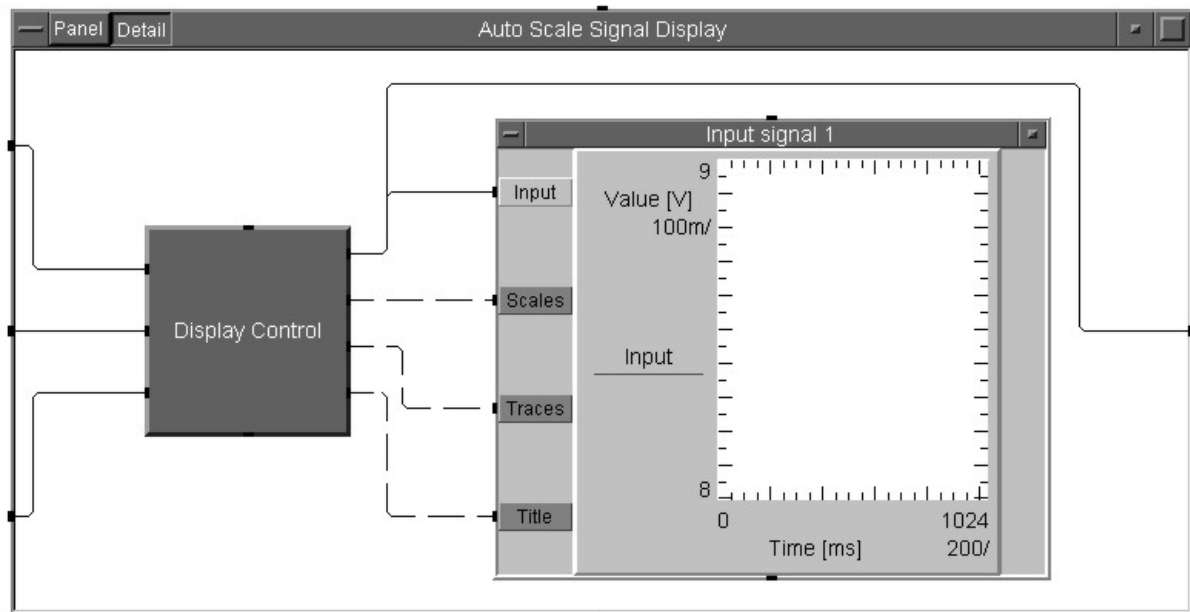 Panel Detail Auto Scale Signal Display
Input signal 1
Input
9
Value [V]
100m/
Scales
Display Control
Input
Traces
8
Title
0 1024
Time [ms] 200/